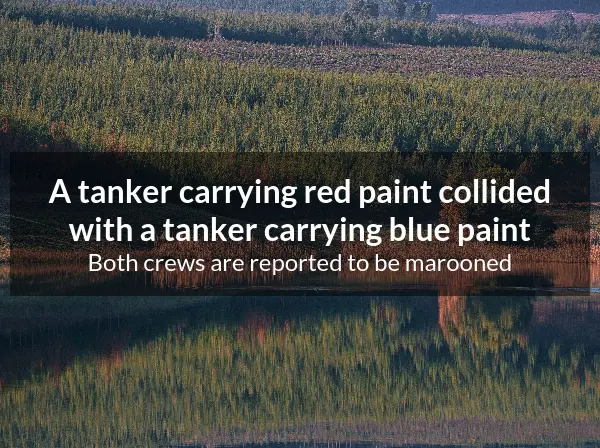 A tanker carrying red paint collided
with a tanker carrying blue paint
Both crews are reported to be marooned